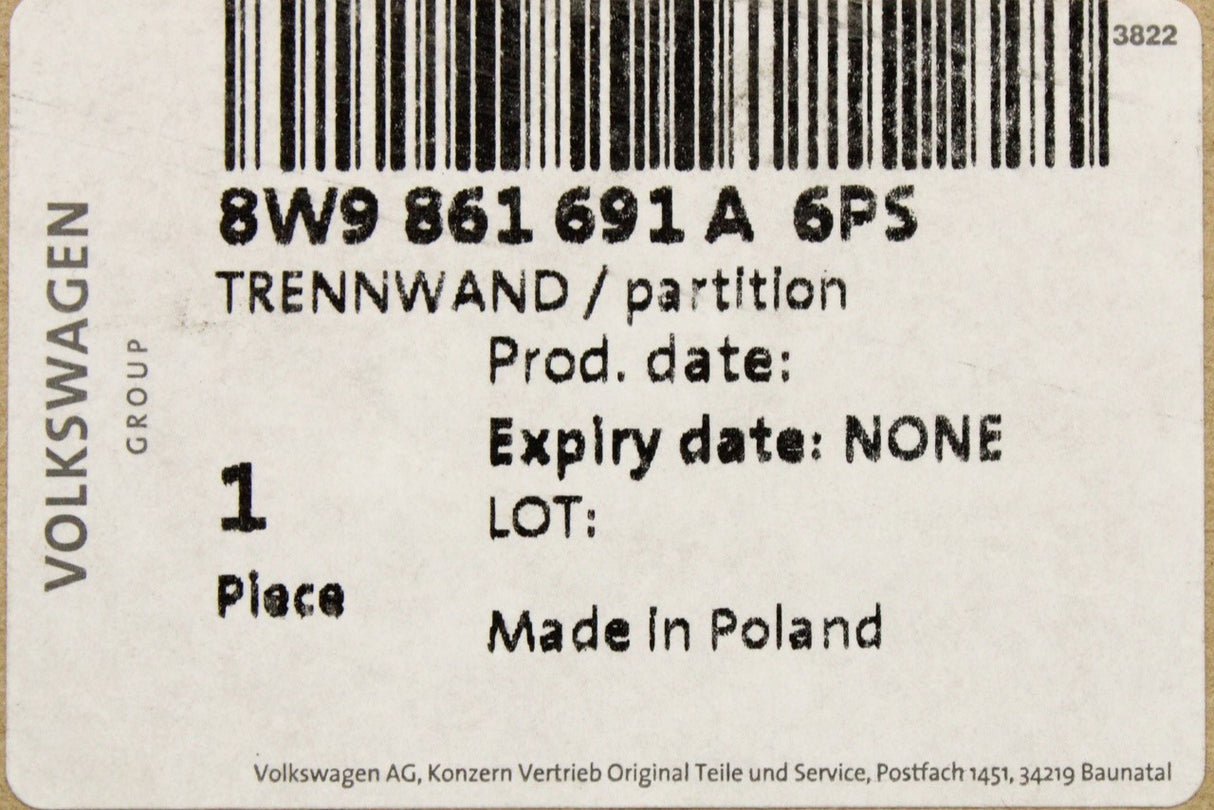 3822
8W9 861 691 A 6PS
TRENNWAND / partition
Prod. date:
Expiry date: NONE
1
LOT:
Piece
Made in Poland
VOLKSWAGEN
GROUP
Volkswagen AG, Konzern Vertrieb Original Teile und Service, Postfach 1451, 34219 Baunatal